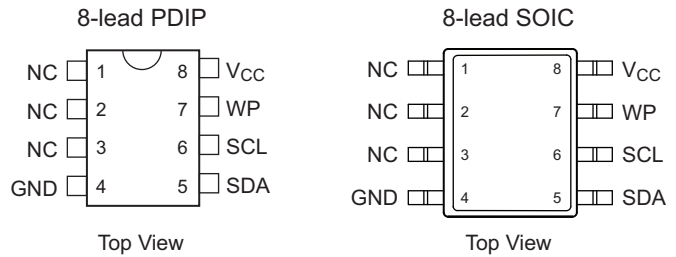 8-lead PDIP
NC 1 8 VCC
NC 2 7 WP
NC 3 6 SCL
GND 4 5 SDA
Top View
8-lead SOIC
NC 1 8 VCC
NC 2 7 WP
NC 3 6 SCL
GND 4 5 SDA
Top View